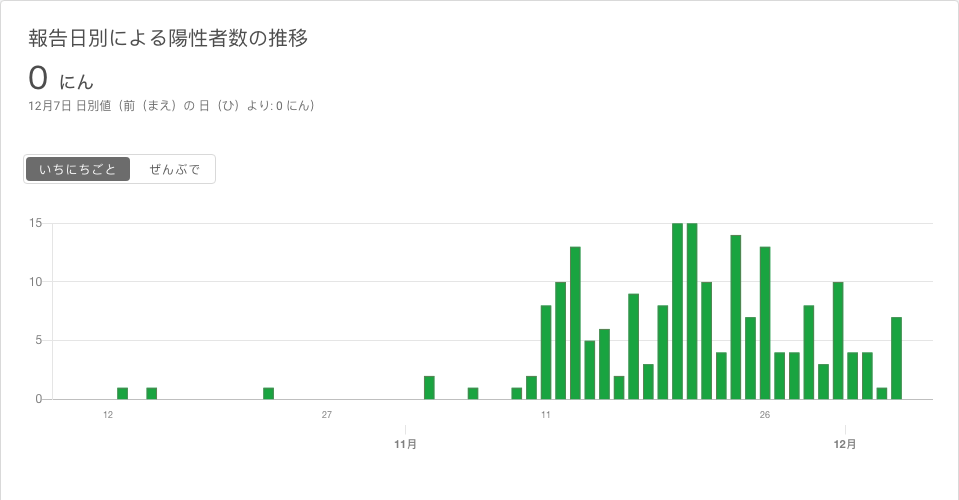 報告日別による陽性者数の推移
0 にん
12月7日 日別値（前（まえ）の 日（ひ）より: 0 にん）
いちにちごと ぜんぶで
15
10
5
0
12 27 11 26
11月 12月